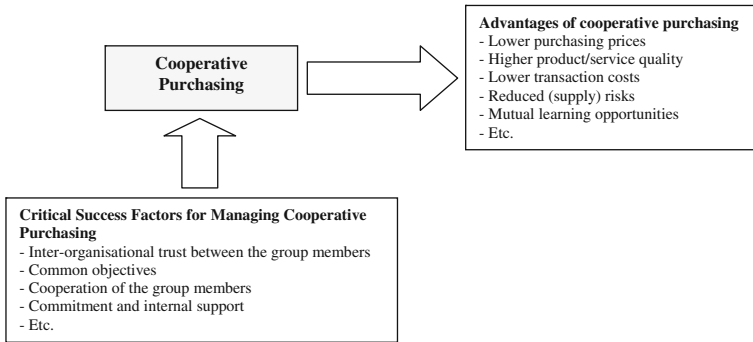 Cooperative
Purchasing
Advantages of cooperative purchasing
- Lower purchasing prices
- Higher product/service quality
- Lower transaction costs
- Reduced (supply) risks
- Mutual learning opportunities
- Etc.
Critical Success Factors for Managing Cooperative
Purchasing
- Inter-organisational trust between the group members
- Common objectives
- Cooperation of the group members
- Commitment and internal support
- Etc.